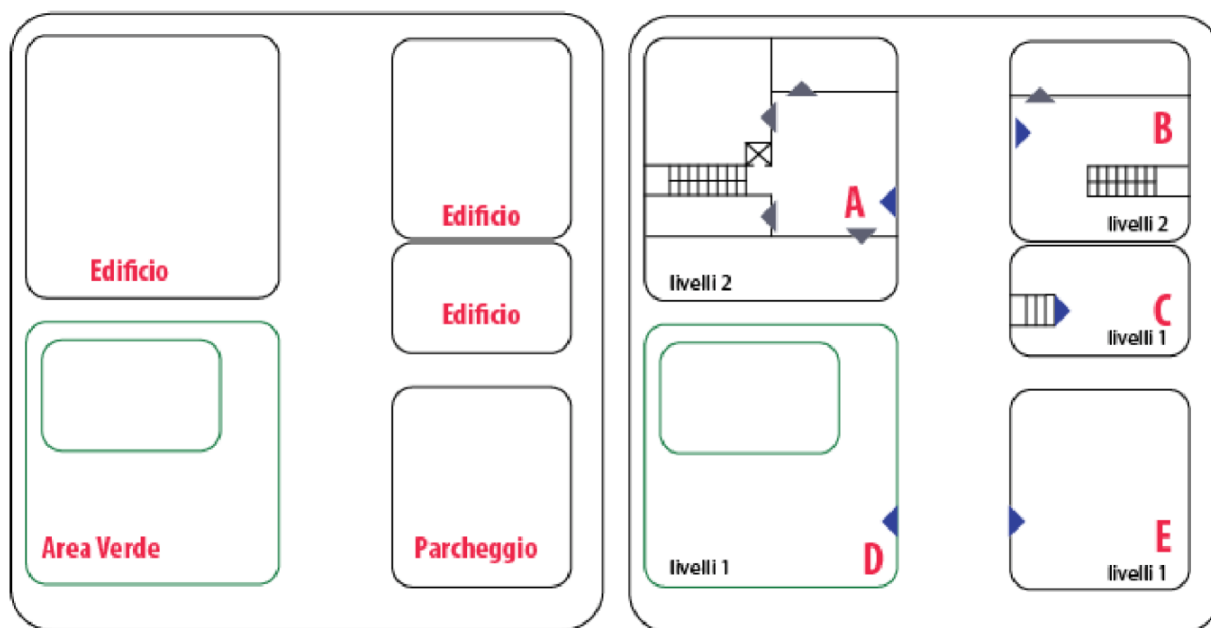 Edificio
Edificio
Edificio
Area Verde
Parcheggio
A
livelli 2
B
livelli 2
C
livelli 1
D
livelli 1
E
livelli 1